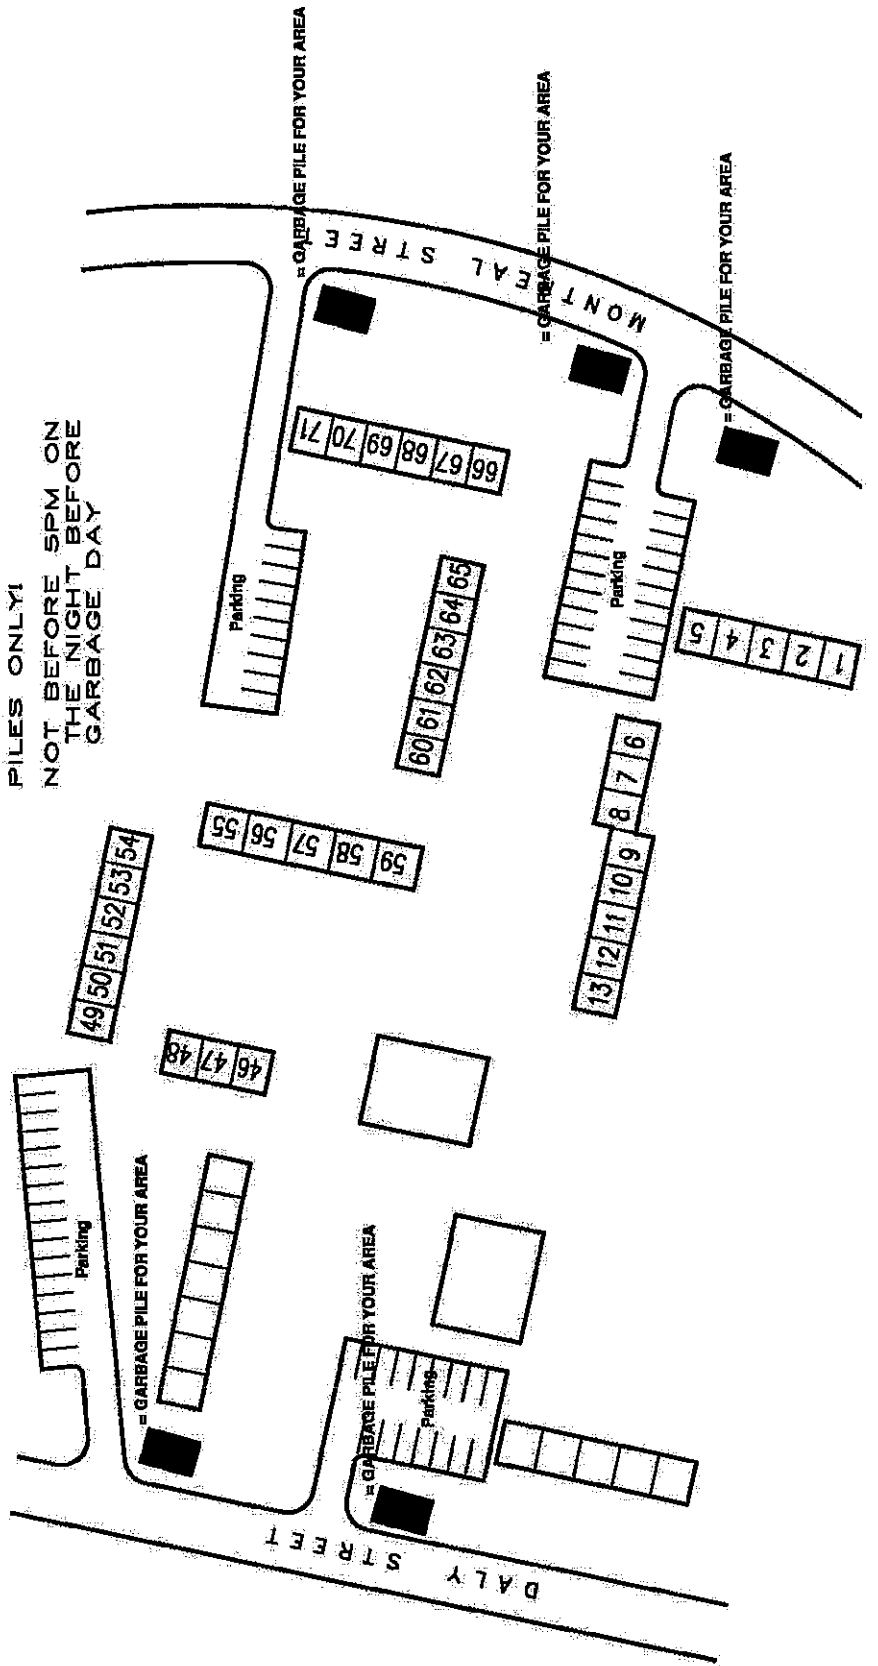 PILES ONLY!
NOT BEFORE 5PM ON
THE NIGHT BEFORE
GARBAGE DAY
= GARBAGE PILE FOR YOUR AREA
= GARBAGE PILE FOR YOUR AREA
= GARBAGE PILE FOR YOUR AREA
MONTREAL STREET
71
70
69
68
67
66
Parking
Parking
60
61
62
63
64
65
5
4
3
2
1
8
7
6
13
12
11
10
9
55
56
57
58
59
49
50
51
52
53
54
48
47
46
Parking
= GARBAGE PILE FOR YOUR AREA
= GARBAGE PILE FOR YOUR AREA
Parking
DALY STREET